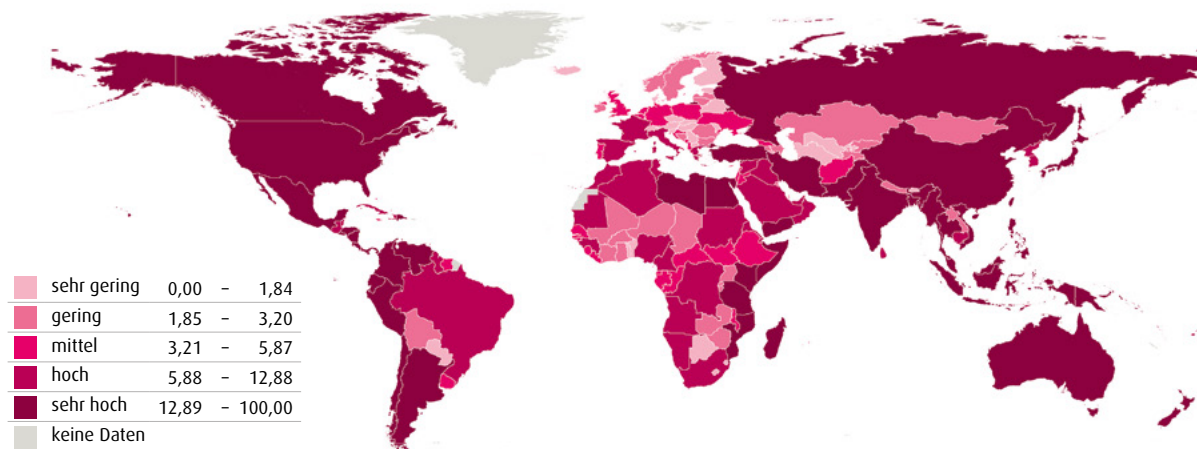 sehr gering 0,00 – 1,84
gering 1,85 – 3,20
mittel 3,21 – 5,87
hoch 5,88 – 12,88
sehr hoch 12,89 – 100,00
keine Daten